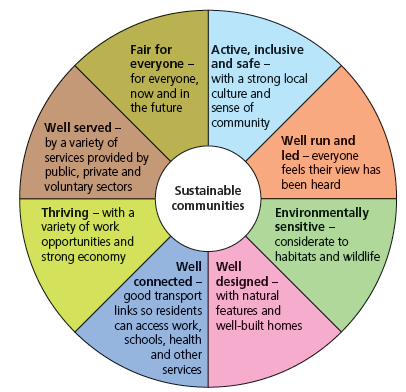 Fair for
everyone –
for everyone,
now and in
the future
Active, inclusive
and safe –
with a strong local
culture and
sense of
community
Well run and
led – everyone
feels their view has
been heard
Environmentally
sensitive –
considerate to
habitats and wildlife
Well
designed –
with natural
features and
well-built homes
Well
connected –
good transport
links so residents
can access work,
schools, health
and other
services
Thriving – with a
variety of work
opportunities and
strong economy
Well served –
by a variety of
services provided by
public, private and
voluntary sectors
Sustainable
communities